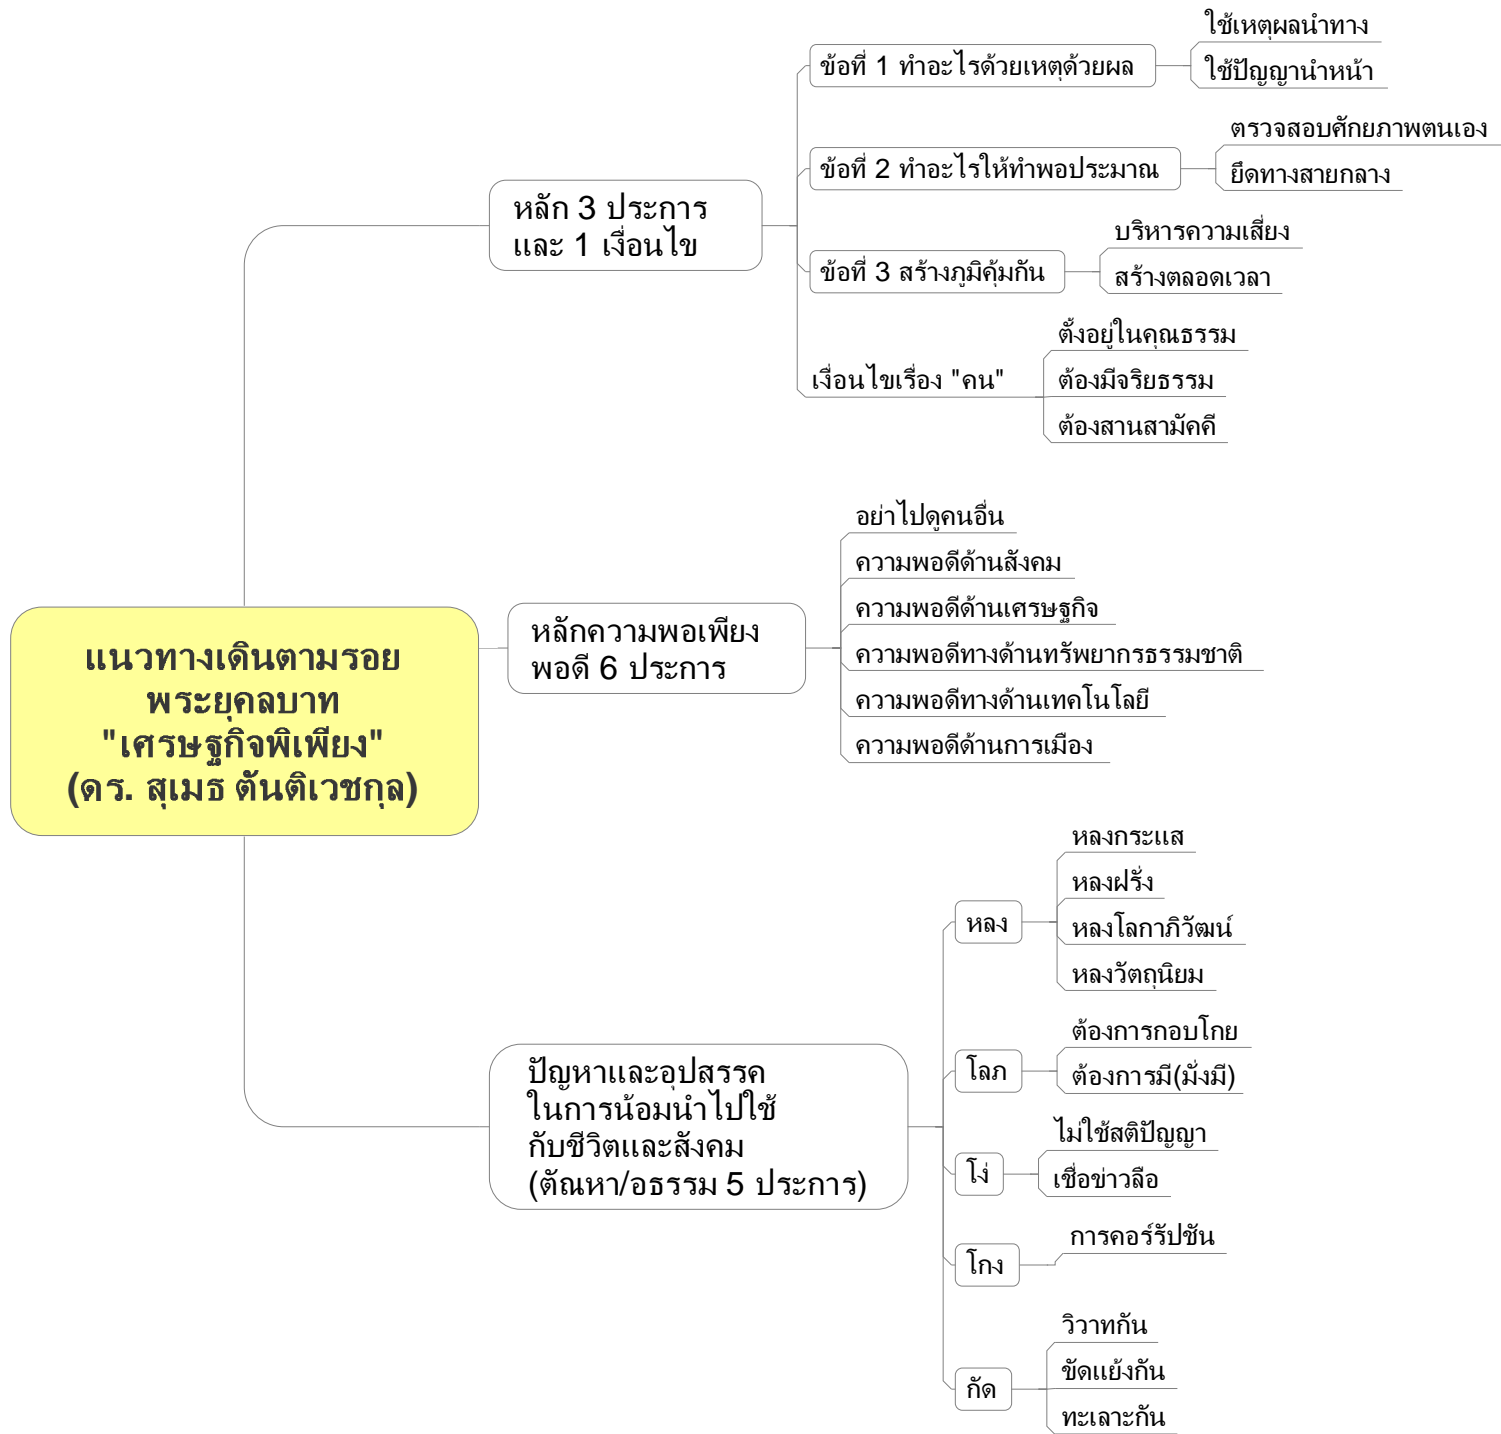 แนวทางเดินตามรอย
พระยุคลบาท
"เศรษฐกิจพิเพียง"
(ดร. สุเมธ ตันติเวชกุล)
หลัก 3 ประการ
และ 1 เงื่อนไข
ข้อที่ 1 ทำอะไรด้วยเหตุด้วยผล
ใช้เหตุผลนำทาง
ใช้ปัญญานำหน้า
ข้อที่ 2 ทำอะไรให้ทำพอประมาณ
ตรวจสอบศักยภาพตนเอง
ยึดทางสายกลาง
ข้อที่ 3 สร้างภูมิคุ้มกัน
บริหารความเสี่ยง
สร้างตลอดเวลา
เงื่อนไขเรื่อง "คน"
ตั้งอยู่ในคุณธรรม
ต้องมีจริยธรรม
ต้องสานสามัคคี
หลักความพอเพียง
พอดี 6 ประการ
อย่าไปดูคนอื่น
ความพอดีด้านสังคม
ความพอดีด้านเศรษฐกิจ
ความพอดีทางด้านทรัพยากรธรรมชาติ
ความพอดีทางด้านเทคโนโลยี
ความพอดีด้านการเมือง
ปัญหาและอุปสรรค
ในการน้อมนำไปใช้
กับชีวิตและสังคม
(ตัณหา/อธรรม 5 ประการ)
หลง
หลงกระแส
หลงฝรั่ง
หลงโลกาภิวัฒน์
หลงวัตถุนิยม
โลภ
ต้องการกอบโกย
ต้องการมี(มั่งมี)
โง่
ไม่ใช้สติปัญญา
เชื่อข่าวลือ
โกง
การคอร์รัปชัน
กัด
วิวาทกัน
ขัดแย้งกัน
ทะเลาะกัน